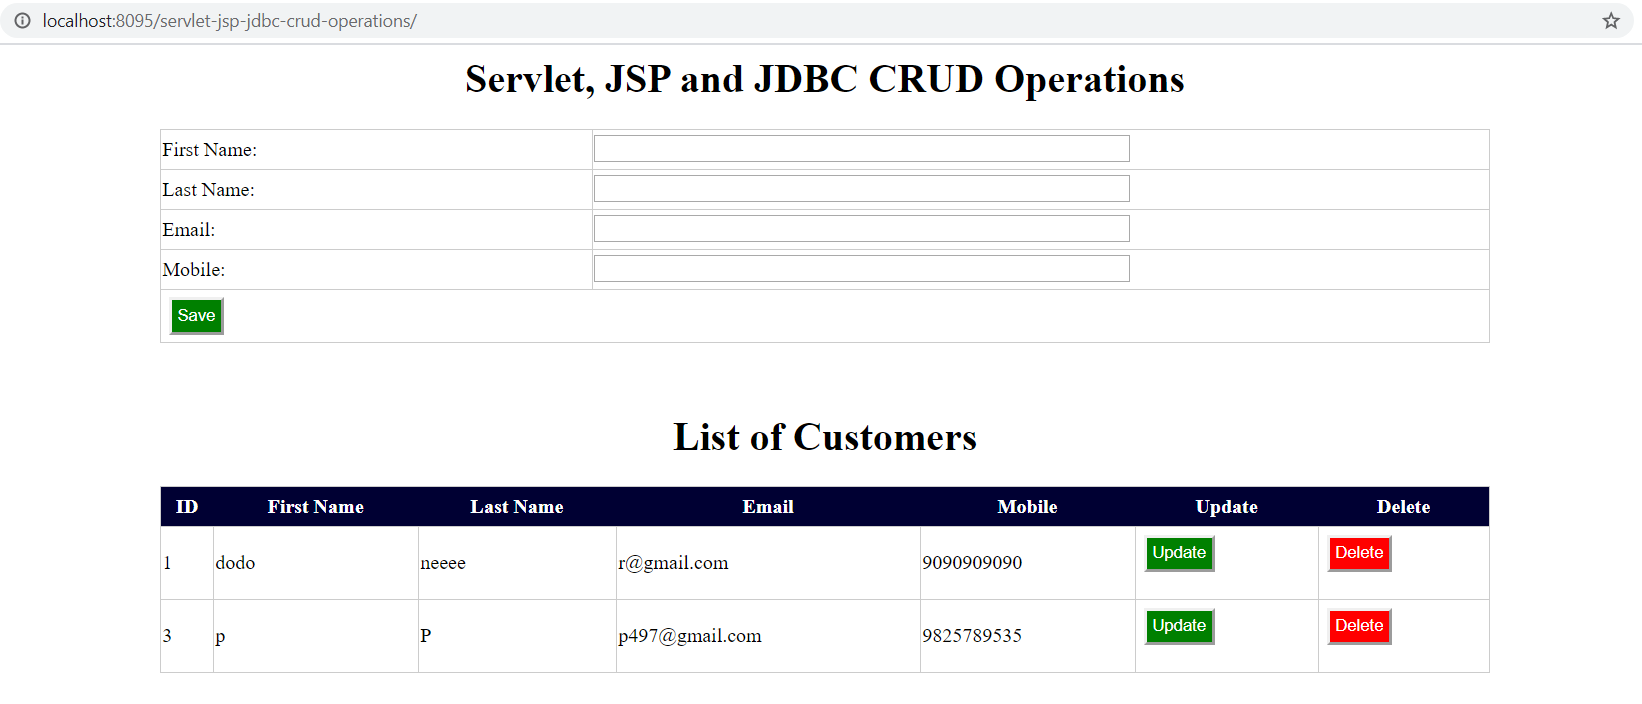 localhost:8095/servlet-jsp-jdbc-crud-operations/
Servlet, JSP and JDBC CRUD Operations
First Name:
Last Name:
Email:
Mobile:
Save
List of Customers
ID First Name Last Name Email Mobile Update Delete
1 dodo neeee r@gmail.com 9090909090 Update Delete
3 p P p497@gmail.com 9825789535 Update Delete